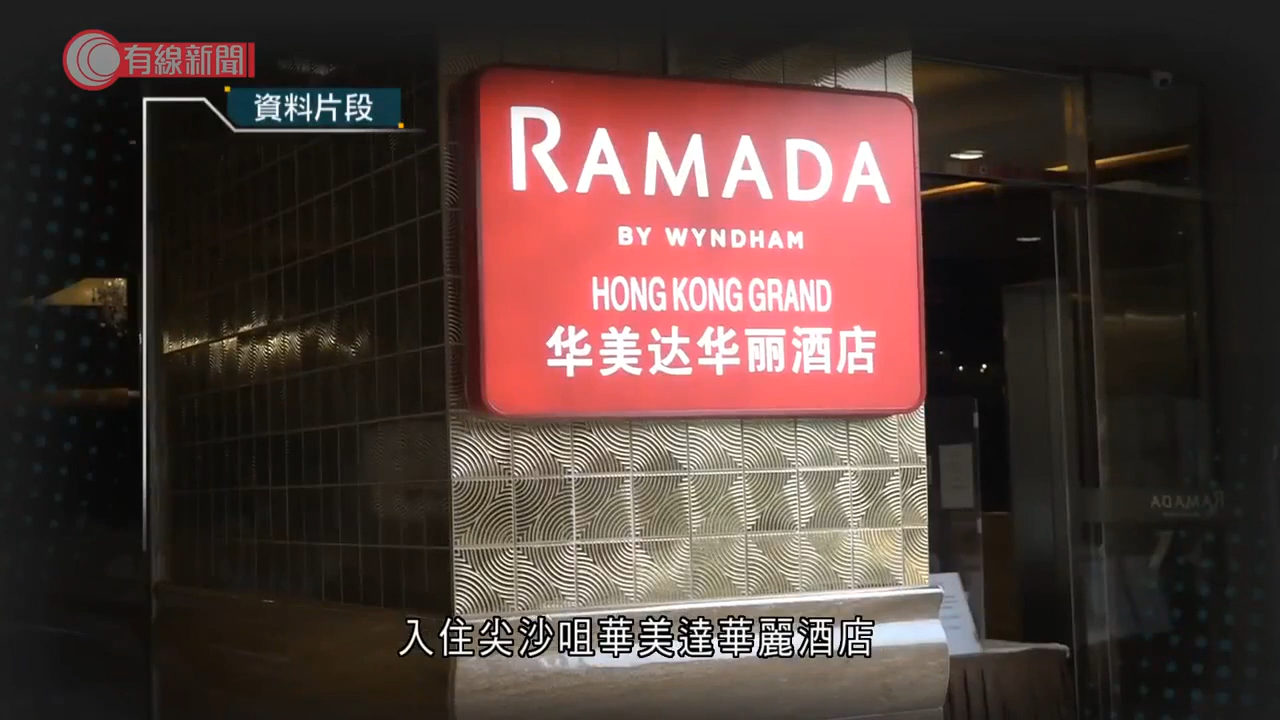 有線新聞
資料片段
RAMADA
BY WYNDHAM
HONG KONG GRAND
华美达华丽酒店
RAMADA
入住尖沙咀華美達華麗酒店